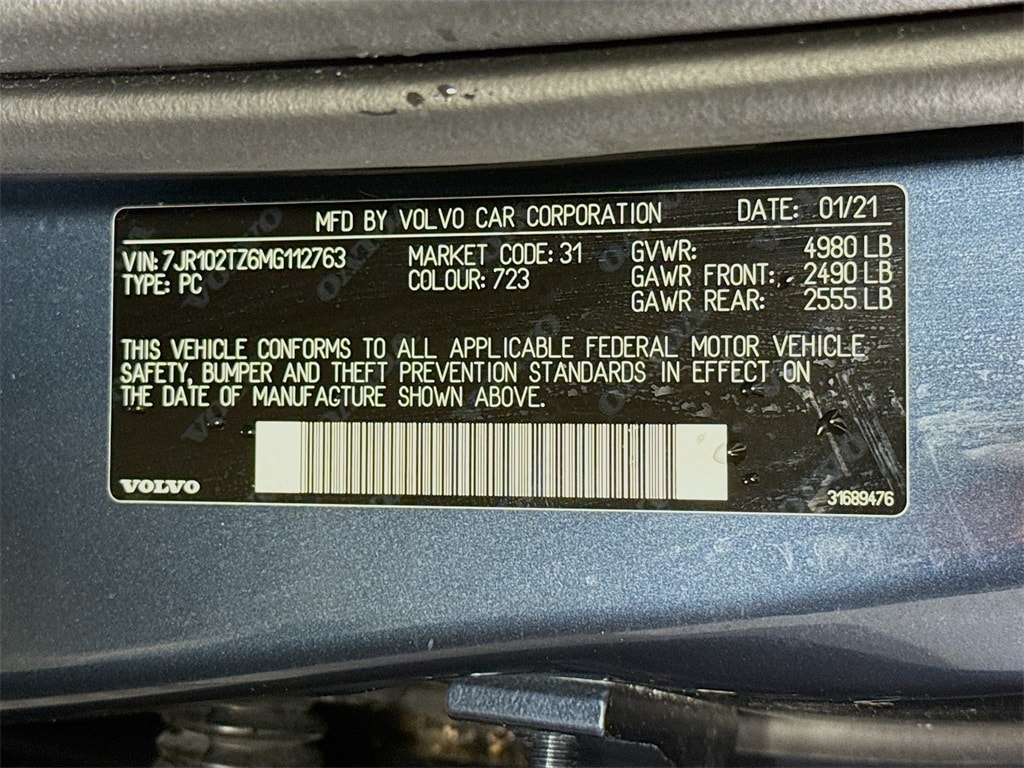 MFD BY VOLVO CAR CORPORATION DATE: 01/21
VIN: 7JR102TZ6MG112763 MARKET CODE: 31 GVWR: 4980 LB
TYPE: PC COLOUR: 723 GAWR FRONT: 2490 LB
GAWR REAR: 2555 LB
THIS VEHICLE CONFORMS TO ALL APPLICABLE FEDERAL MOTOR VEHICLE
SAFETY, BUMPER AND THEFT PREVENTION STANDARDS IN EFFECT ON
THE DATE OF MANUFACTURE SHOWN ABOVE.
VOLVO 31689476